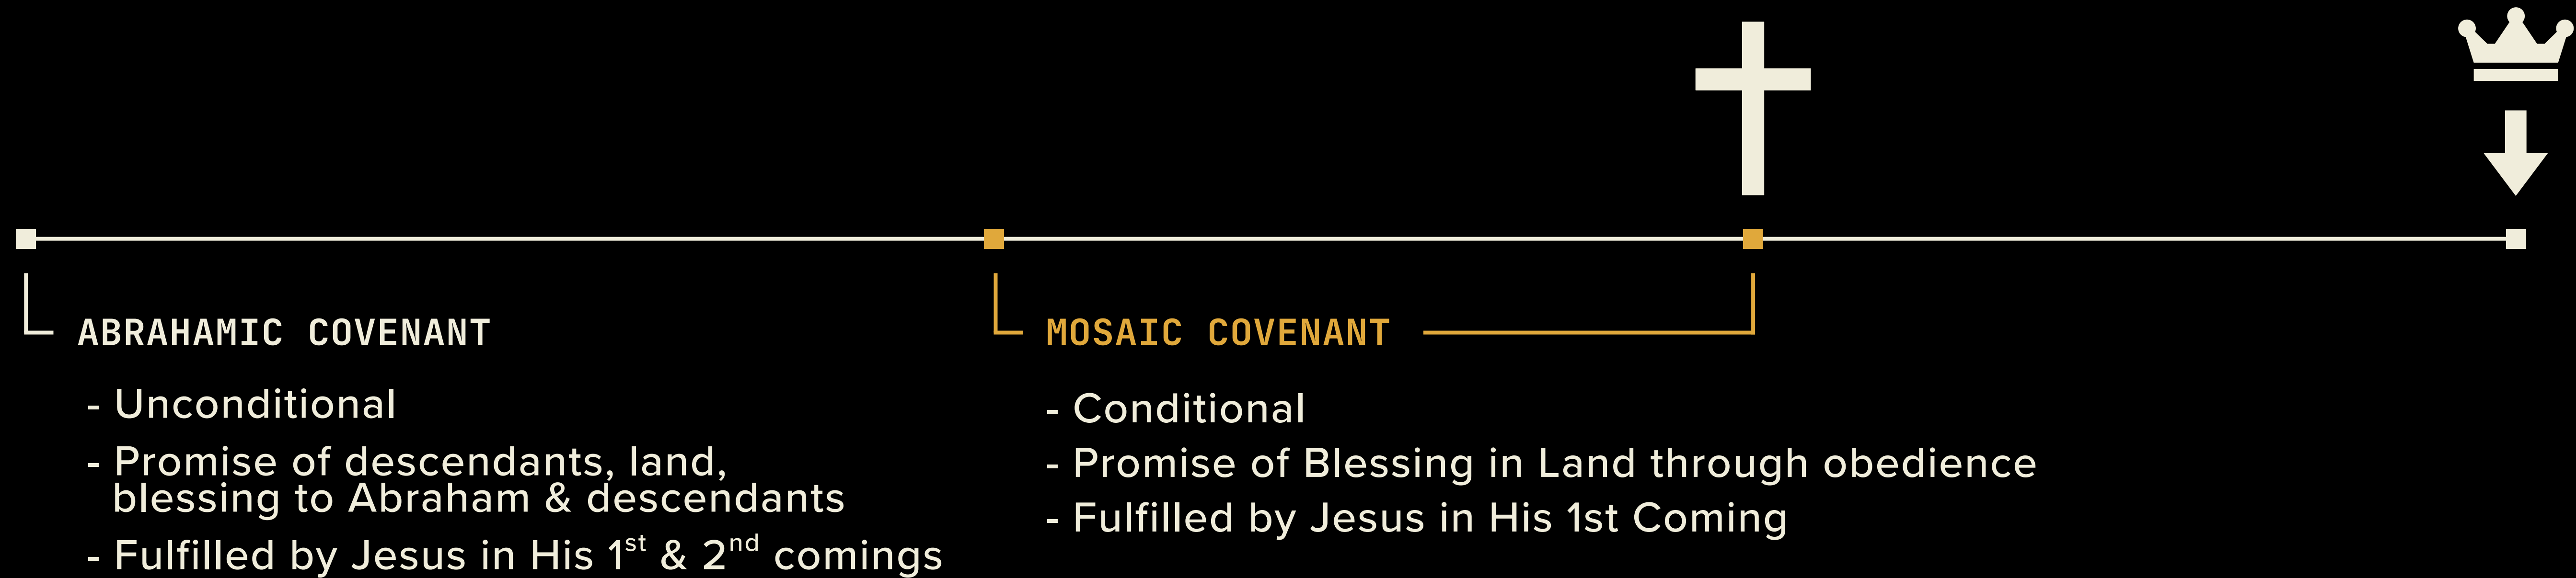 ABRAHAMIC COVENANT
- Unconditional
- Promise of descendants, land,
blessing to Abraham & descendants
- Fulfilled by Jesus in His 1st & 2nd comings
MOSAIC COVENANT
- Conditional
- Promise of Blessing in Land through obedience
- Fulfilled by Jesus in His 1st Coming